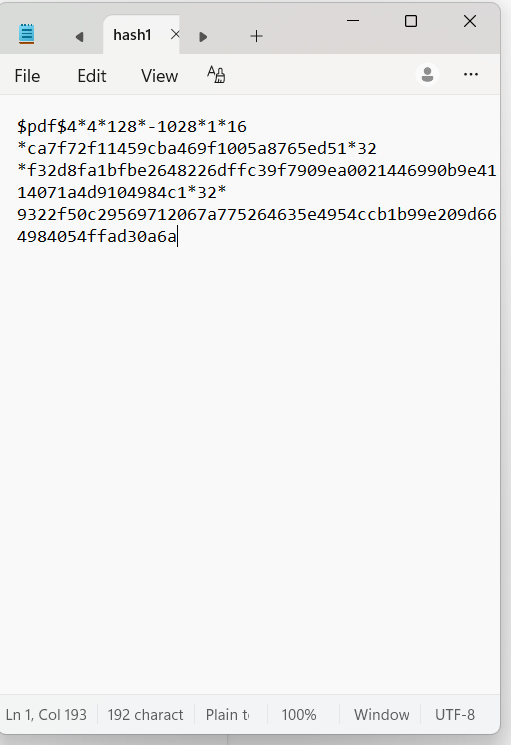 hash1
File Edit View
$pdf$4*4*128*-1028*1*16
*ca7f72f11459cba469f1005a8765ed51*32
*f32d8fa1bfbe2648226dffc39f7909ea0021446990b9e41
14071a4d9104984c1*32*
9322f50c29569712067a775264635e4954ccb1b99e209d66
4984054ffad30a6a
Ln 1, Col 193 192 charact Plain t 100% Window UTF-8